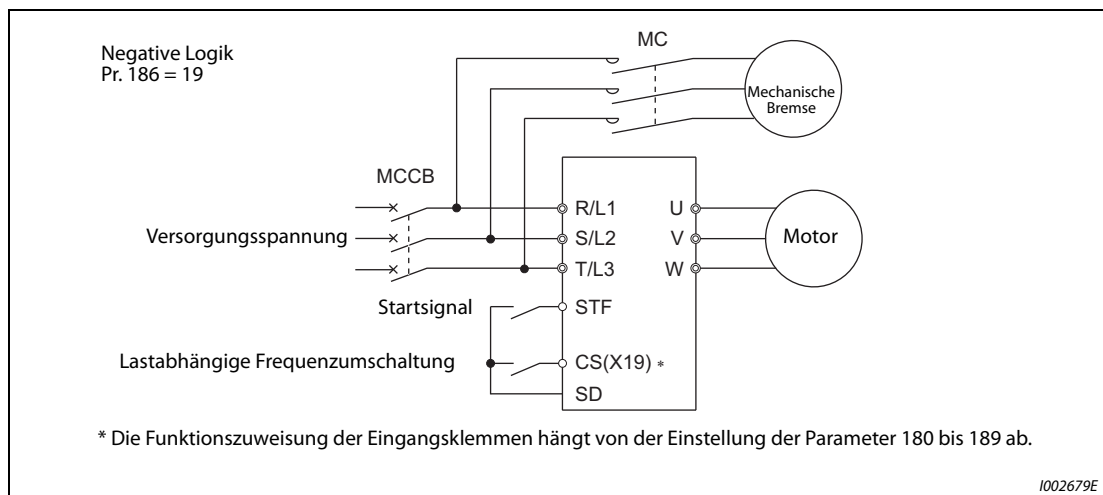 Negative Logik
Pr. 186 = 19
MC
Mechanische
Bremse
MCCB
R/L1
U
Versorgungsspannung
S/L2
V
Motor
T/L3
W
Startsignal
STF
Lastabhängige Frequenzumschaltung
CS(X19) *
SD
* Die Funktionszuweisung der Eingangsklemmen hängt von der Einstellung der Parameter 180 bis 189 ab.
I002679E